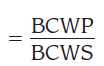 = BCWP
BCWS